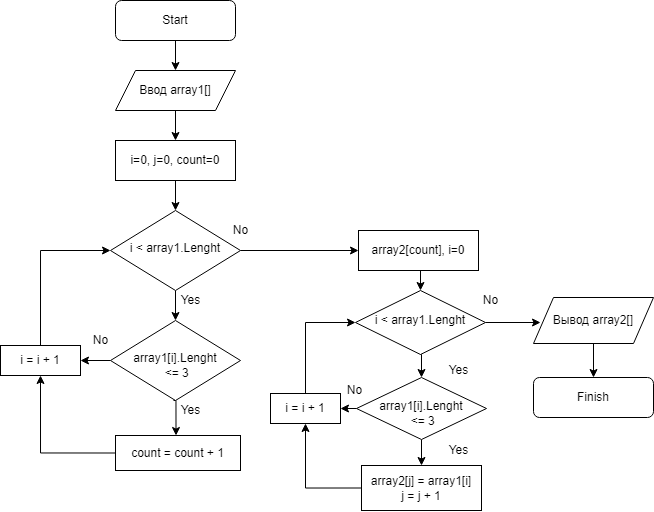 Start
Ввод array1[]
i=0, j=0, count=0
i < array1.Lenght
No
Yes
array1[i].Lenght
<= 3
No
i = i + 1
Yes
count = count + 1
array2[count], i=0
i < array1.Lenght
No
Вывод array2[]
Finish
Yes
array1[i].Lenght
<= 3
No
i = i + 1
Yes
array2[j] = array1[i]
j = j + 1